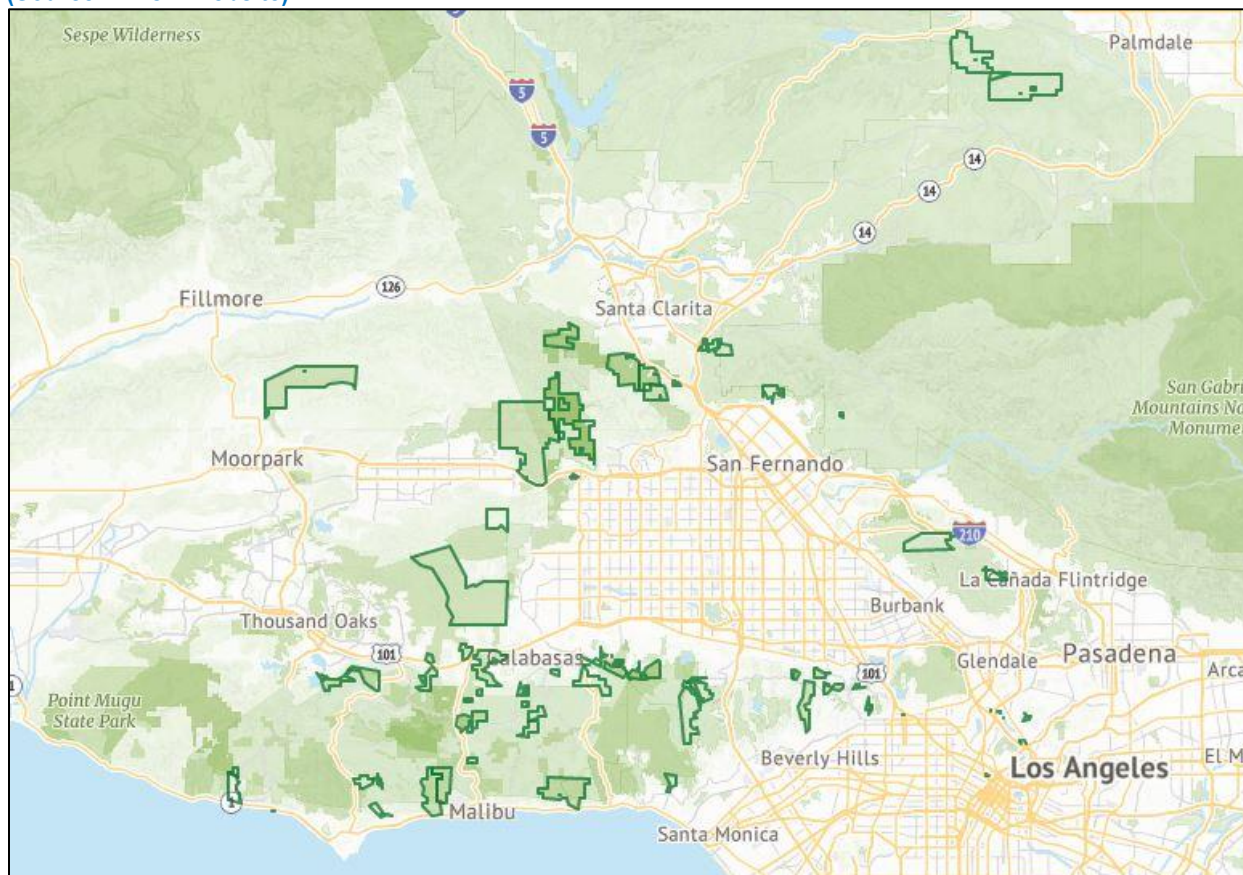 Sespe Wilderness
5
Palmdale
5
5
14
14
14
126
Fillmore
Santa Clarita
San Gabri
Mountains Na
Monume
Moorpark
San Fernando
210
La Cañada Flintridge
Burbank
Thousand Oaks
101
Calabasas
101
Glendale
Pasadena
Arca
1
Point Mugu
State Park
Beverly Hills
Los Angeles
El M
1
Malibu
Santa Monica